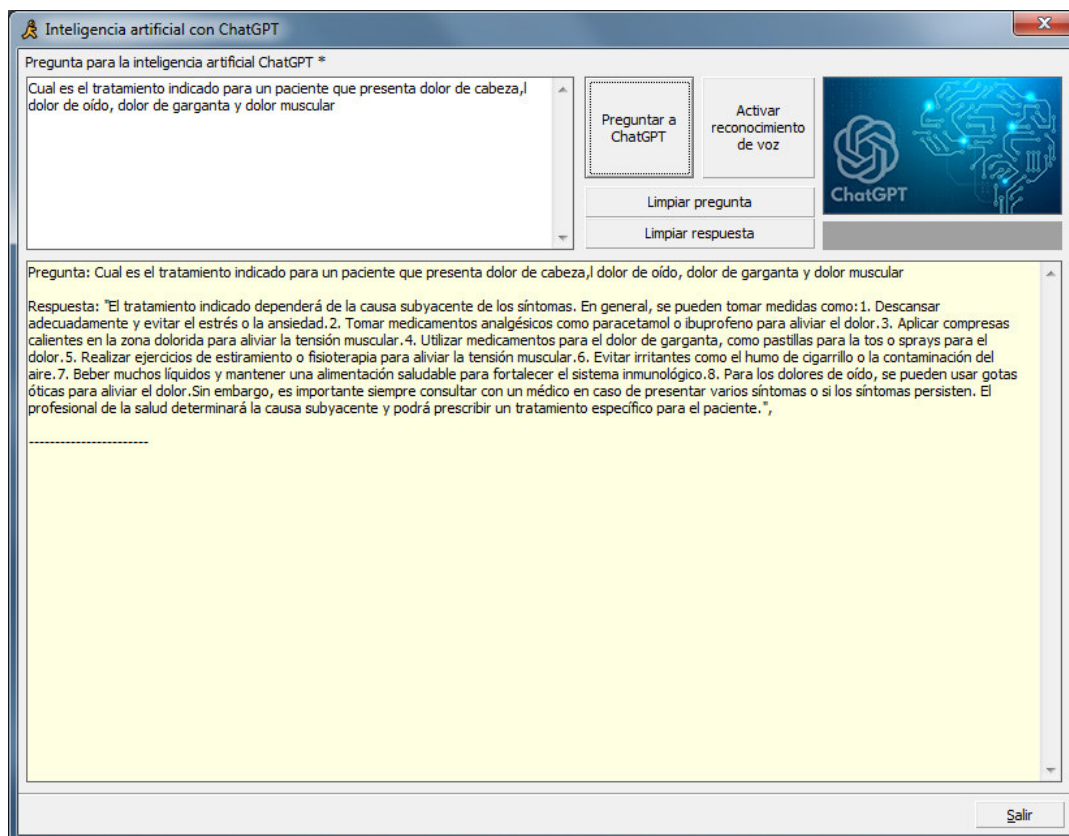 Inteligencia artificial con ChatGPT
Pregunta para la inteligencia artificial ChatGPT *
Cual es el tratamiento indicado para un paciente que presenta dolor de cabeza,l
dolor de oído, dolor de garganta y dolor muscular
Preguntar a
ChatGPT
Activar
reconocimiento
de voz
ChatGPT
Limpiar pregunta
Limpiar respuesta
Pregunta: Cual es el tratamiento indicado para un paciente que presenta dolor de cabeza,l dolor de oído, dolor de garganta y dolor muscular
Respuesta: "El tratamiento indicado dependerá de la causa subyacente de los síntomas. En general, se pueden tomar medidas como:1. Descansar
adecuadamente y evitar el estrés o la ansiedad.2. Tomar medicamentos analgésicos como paracetamol o ibuprofeno para aliviar el dolor.3. Aplicar compresas
calientes en la zona dolorida para aliviar la tensión muscular.4. Utilizar medicamentos para el dolor de garganta, como pastillas para la tos o sprays para el
dolor.5. Realizar ejercicios de estiramiento o fisioterapia para aliviar la tensión muscular.6. Evitar irritantes como el humo de cigarrillo o la contaminación del
aire.7. Beber muchos líquidos y mantener una alimentación saludable para fortalecer el sistema inmunológico.8. Para los dolores de oído, se pueden usar gotas
óticas para aliviar el dolor.Sin embargo, es importante siempre consultar con un médico en caso de presentar varios síntomas o si los síntomas persisten. El
profesional de la salud determinará la causa subyacente y podrá prescribir un tratamiento específico para el paciente.",
-----------------------
Salir